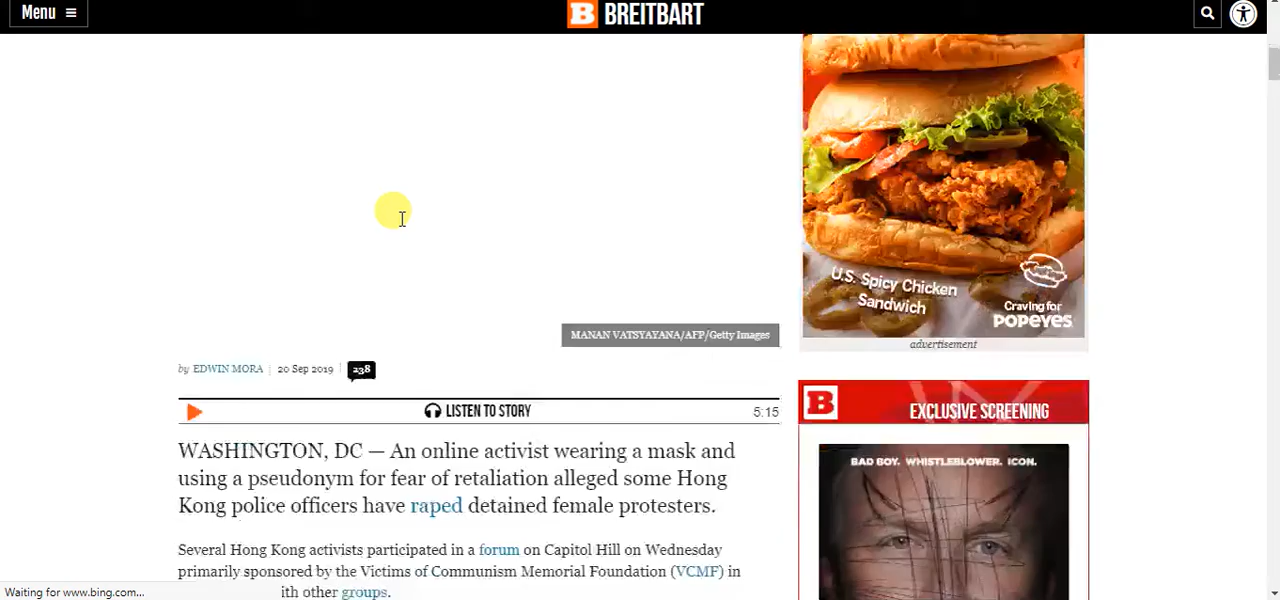 Menu
BREITBART
U.S. Spicy Chicken
Sandwich
Craving for
POPEYES
MANAN VATSYAYANA/AFP/Getty Images
advertisement
by EDWIN MORA | 20 Sep 2019 | 238
LISTEN TO STORY
5:15
B
EXCLUSIVE SCREENING
WASHINGTON, DC — An online activist wearing a mask and
using a pseudonym for fear of retaliation alleged some Hong
Kong police officers have raped detained female protesters.
BAD BOY. WHISTLEBLOWER. ICON.
Several Hong Kong activists participated in a forum on Capitol Hill on Wednesday
primarily sponsored by the Victims of Communism Memorial Foundation (VCMF) in
ith other groups.
Waiting for www.bing.com...